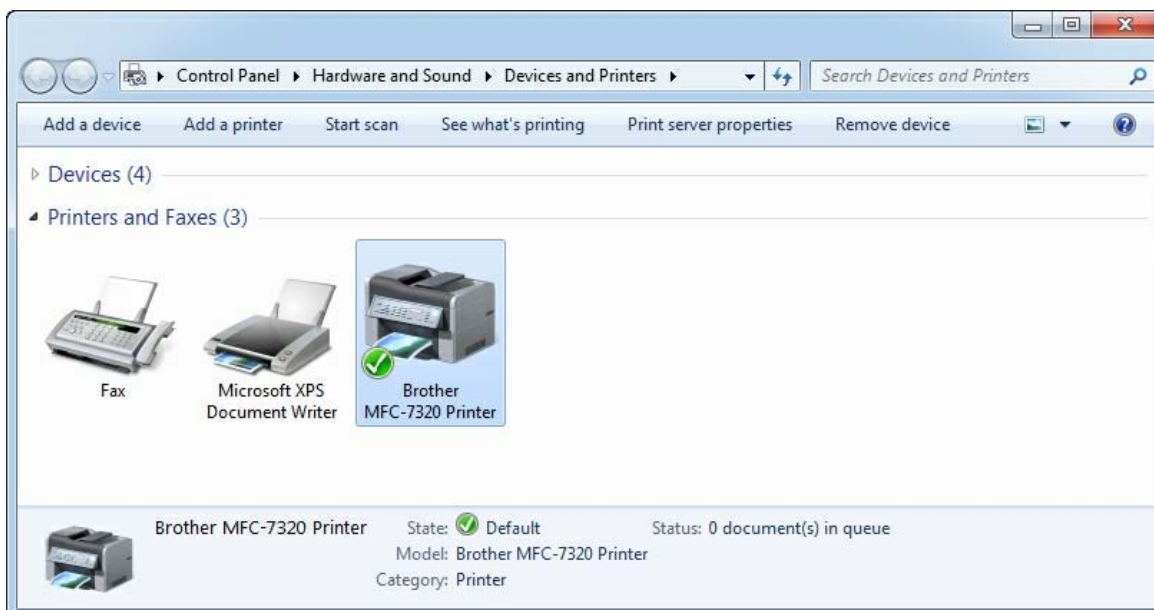 Control Panel Hardware and Sound Devices and Printers Search Devices and Printers
Add a device Add a printer Start scan See what's printing Print server properties Remove device
Devices (4)
Printers and Faxes (3)
Fax
Microsoft XPS
Document Writer
Brother
MFC-7320 Printer
Brother MFC-7320 Printer State: Default Status: 0 document(s) in queue
Model: Brother MFC-7320 Printer
Category: Printer